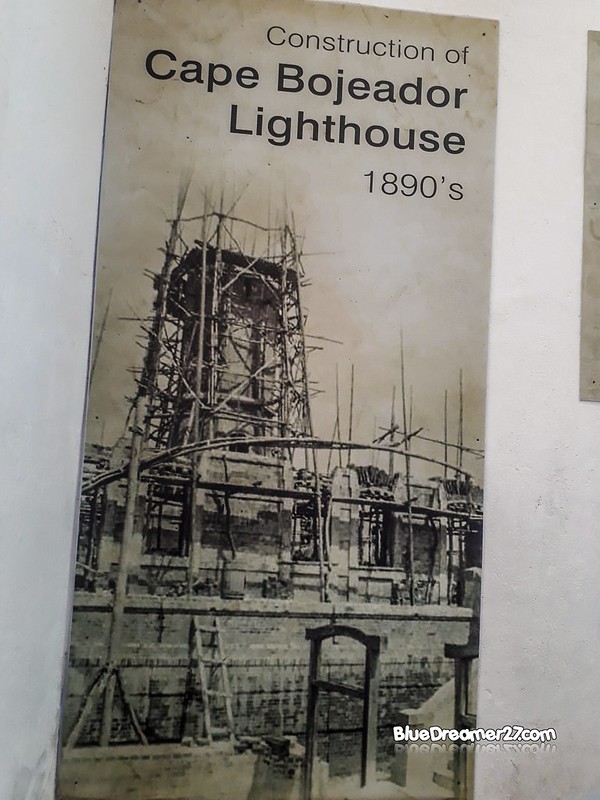 Construction of
Cape Bojeador
Lighthouse
1890's
BlueDreamer27.com